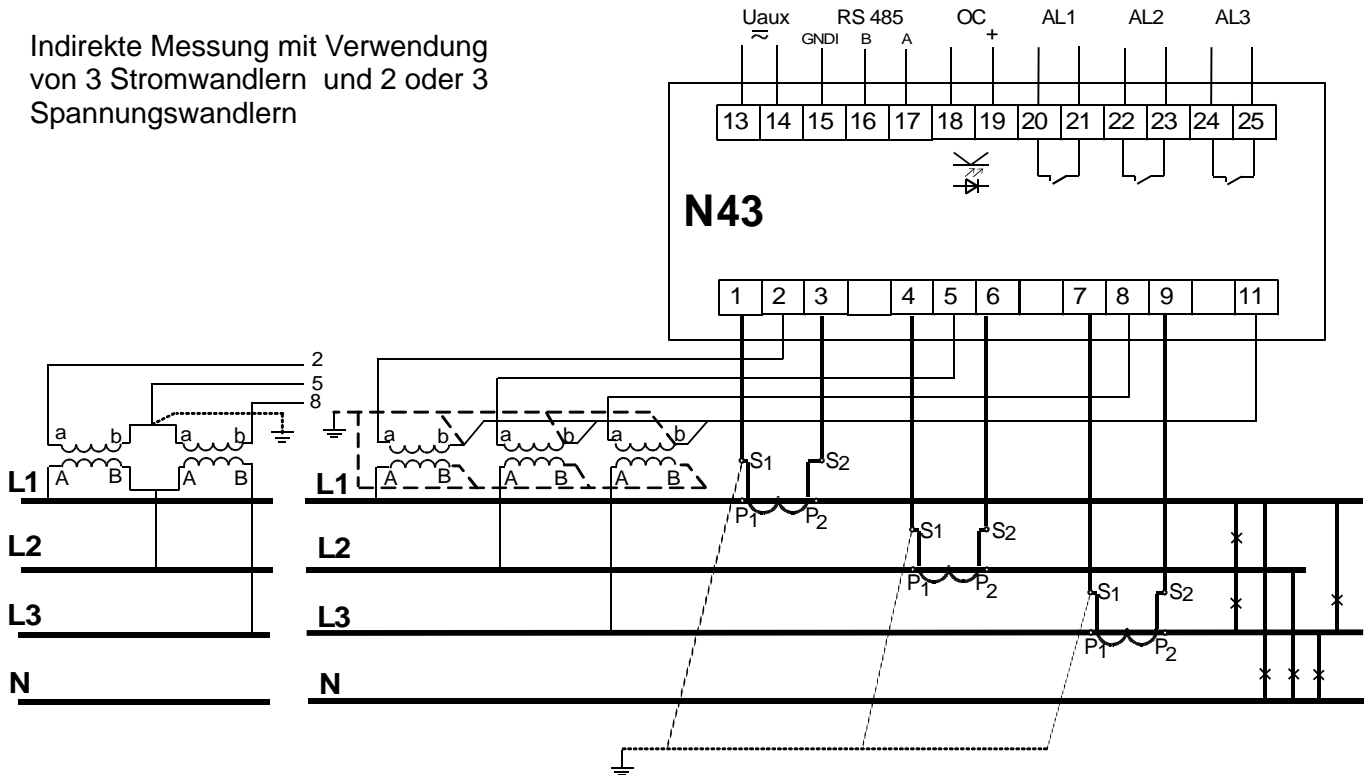 Indirekte Messung mit Verwendung
von 3 Stromwandlern und 2 oder 3
Spannungswandlern
Uaux RS 485 OC AL1 AL2 AL3
GNDI B A +
13 14 15 16 17 18 19 20 21 22 23 24 25
N43
1 2 3 4 5 6 7 8 9 11
2
5
8
a b a b a b a b a b
A B A B A B A B A B
S1 S2
L1 L1
P1 P2
S1 S2
L2 L2
P1 P2
S1 S2
L3 L3
P1 P2
N N